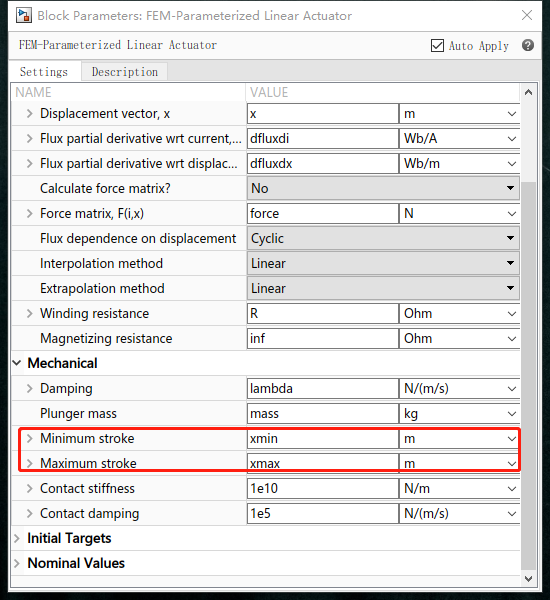 Block Parameters: FEM-Parameterized Linear Actuator
FEM-Parameterized Linear Actuator Auto Apply
Settings Description
NAME VALUE
Displacement vector, x x m
Flux partial derivative wrt current,... dfluxdi Wb/A
Flux partial derivative wrt displac... dfluxdx Wb/m
Calculate force matrix? No
Force matrix, F(i,x) force N
Flux dependence on displacement Cyclic
Interpolation method Linear
Extrapolation method Linear
Winding resistance R Ohm
Magnetizing resistance inf Ohm
Mechanical
Damping lambda N/(m/s)
Plunger mass mass kg
Minimum stroke xmin m
Maximum stroke xmax m
Contact stiffness 1e10 N/m
Contact damping 1e5 N/(m/s)
Initial Targets
Nominal Values